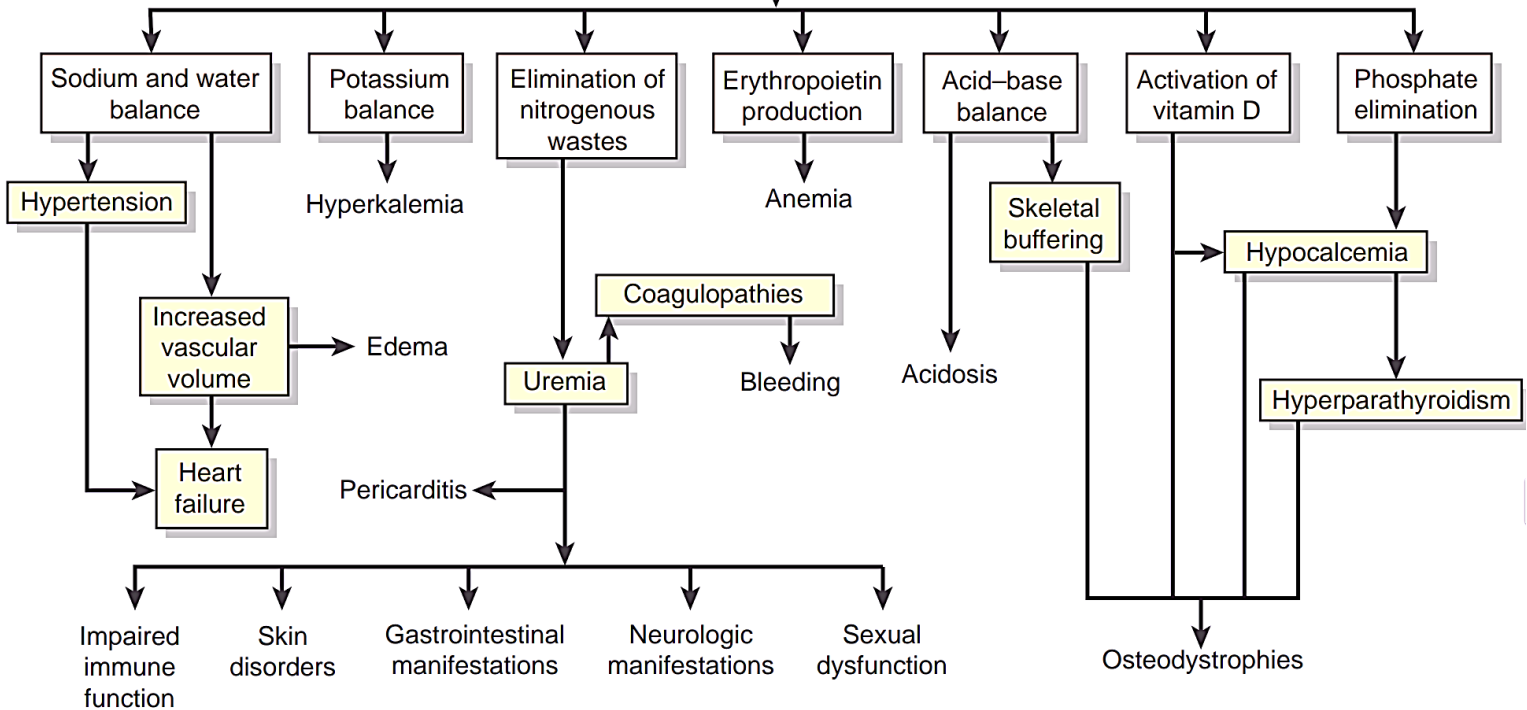 Sodium and water
balance
Potassium
balance
Elimination of
nitrogenous
wastes
Erythropoietin
production
Acid–base
balance
Activation of
vitamin D
Phosphate
elimination
Hypertension
Hyperkalemia
Anemia
Skeletal
buffering
Hypocalcemia
Coagulopathies
Increased
vascular
volume
Edema
Uremia
Bleeding
Acidosis
Hyperparathyroidism
Heart
failure
Pericarditis
Impaired
immune
function
Skin
disorders
Gastrointestinal
manifestations
Neurologic
manifestations
Sexual
dysfunction
Osteodystrophies